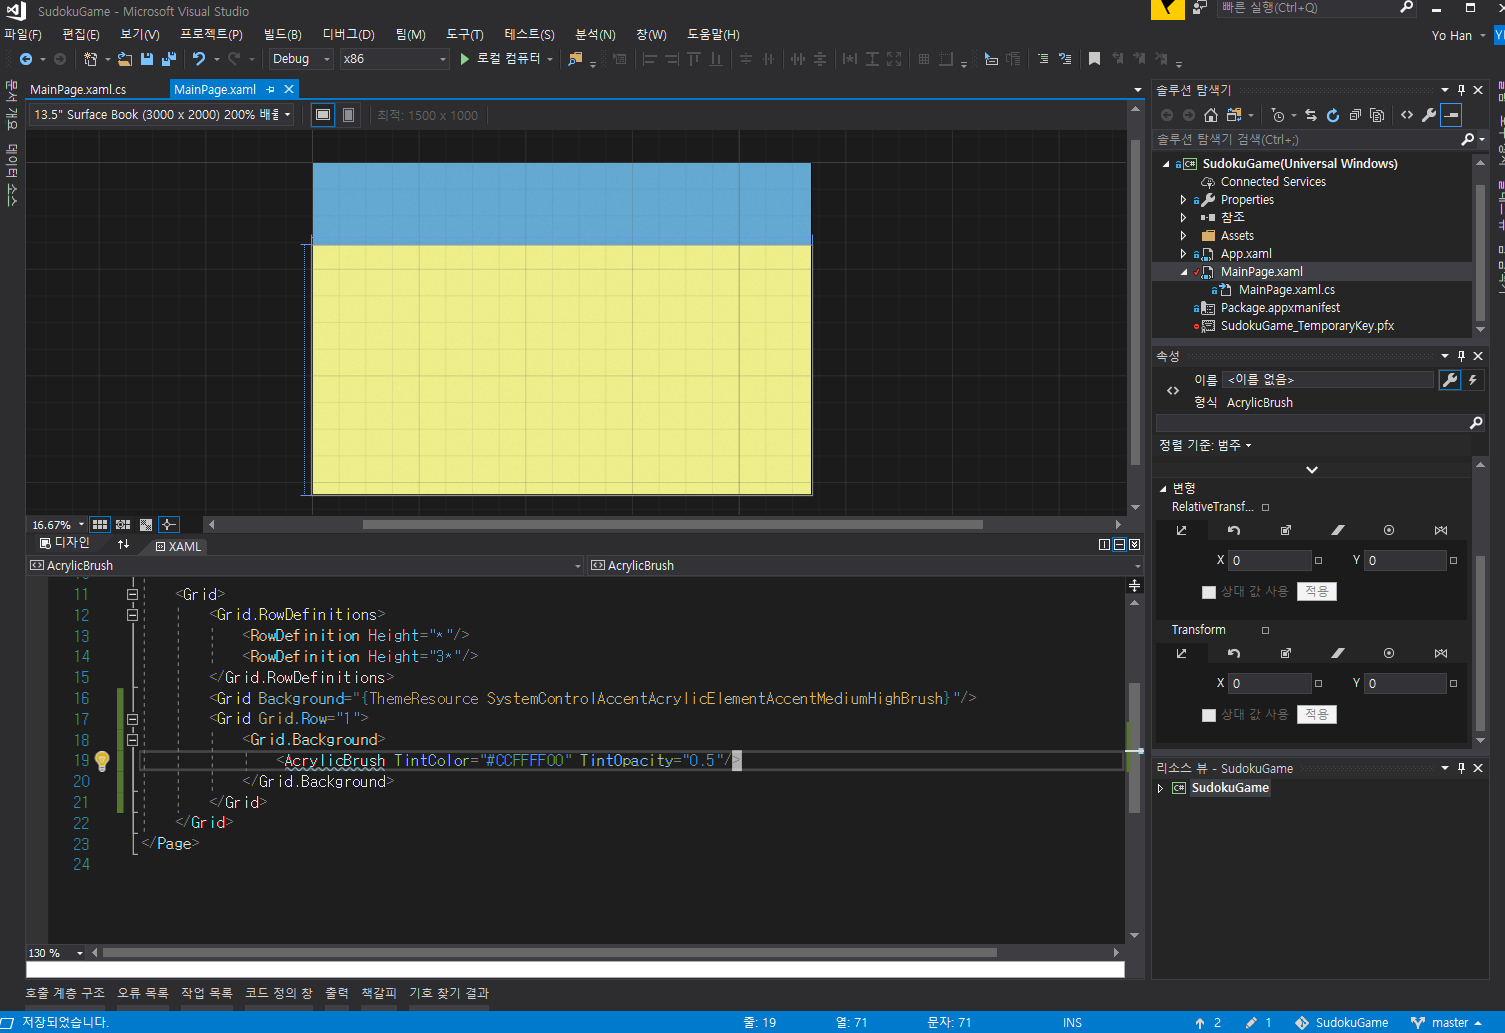 SudokuGame - Microsoft Visual Studio
빠른 실행(Ctrl+Q)
파일(F) 편집(E) 보기(V) 프로젝트(P) 빌드(B) 디버그(D) 팀(M) 도구(T) 테스트(S) 분석(N) 창(W) 도움말(H)
Yo Han
Debug x86 로컬 컴퓨터
문서 개요
데이터 소스
MainPage.xaml.cs MainPage.xaml
13.5" Surface Book (3000 x 2000) 200% 배율
최적: 1500 x 1000
16.67%
디자인 XAML
AcrylicBrush AcrylicBrush
11 <Grid>
12 <Grid.RowDefinitions>
13 <RowDefinition Height="*"/>
14 <RowDefinition Height="3*"/>
15 </Grid.RowDefinitions>
16 <Grid Background="{ThemeResource SystemControlAccentAcrylicElementAccentMediumHighBrush}"/>
17 <Grid Grid.Row="1">
18 <Grid.Background>
19 <AcrylicBrush TintColor="#CCFFFF00" TintOpacity="0.5"/>
20 </Grid.Background>
21 </Grid>
22 </Grid>
23 </Page>
24
130 %
솔루션 탐색기
솔루션 탐색기 검색(Ctrl+;)
SudokuGame(Universal Windows)
Connected Services
Properties
참조
Assets
App.xaml
MainPage.xaml
MainPage.xaml.cs
Package.appxmanifest
SudokuGame_TemporaryKey.pfx
속성
이름 <이름 없음>
형식 AcrylicBrush
정렬 기준: 범주
변형
RelativeTransf...
X 0 Y 0
상대 값 사용 적용
Transform
X 0 Y 0
상대 값 사용 적용
리소스 뷰 - SudokuGame
SudokuGame
호출 계층 구조 오류 목록 작업 목록 코드 정의 창 출력 책갈피 기호 찾기 결과
저장되었습니다. 줄: 19 열: 71 문자: 71 INS 2 1 SudokuGame master